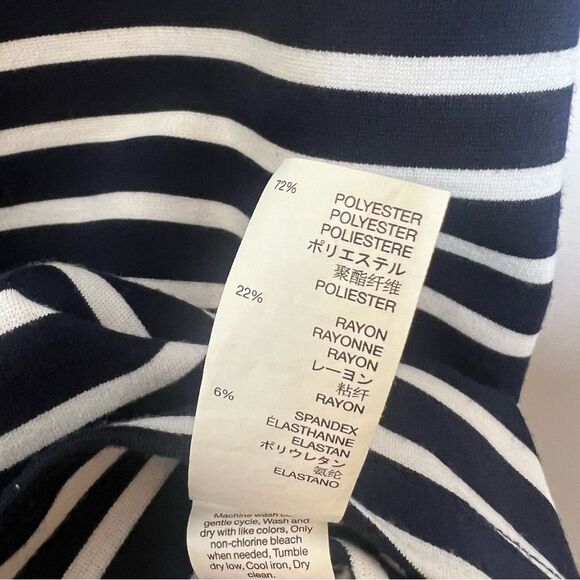 72% POLYESTER
POLYESTER
POLIESTERE
ポリエステル
聚酯纤维
POLIESTER
22% RAYON
RAYONNE
RAYON
レーヨン
粘纤
RAYON
6% SPANDEX
ÉLASTHANNE
ELASTAN
ポリウレタン
氨纶
ELASTANO
Machine wash
gentle cycle, Wash and
dry with like colors, Only
non-chlorine bleach
when needed, Tumble
dry low, Cool iron, Dry
clean.